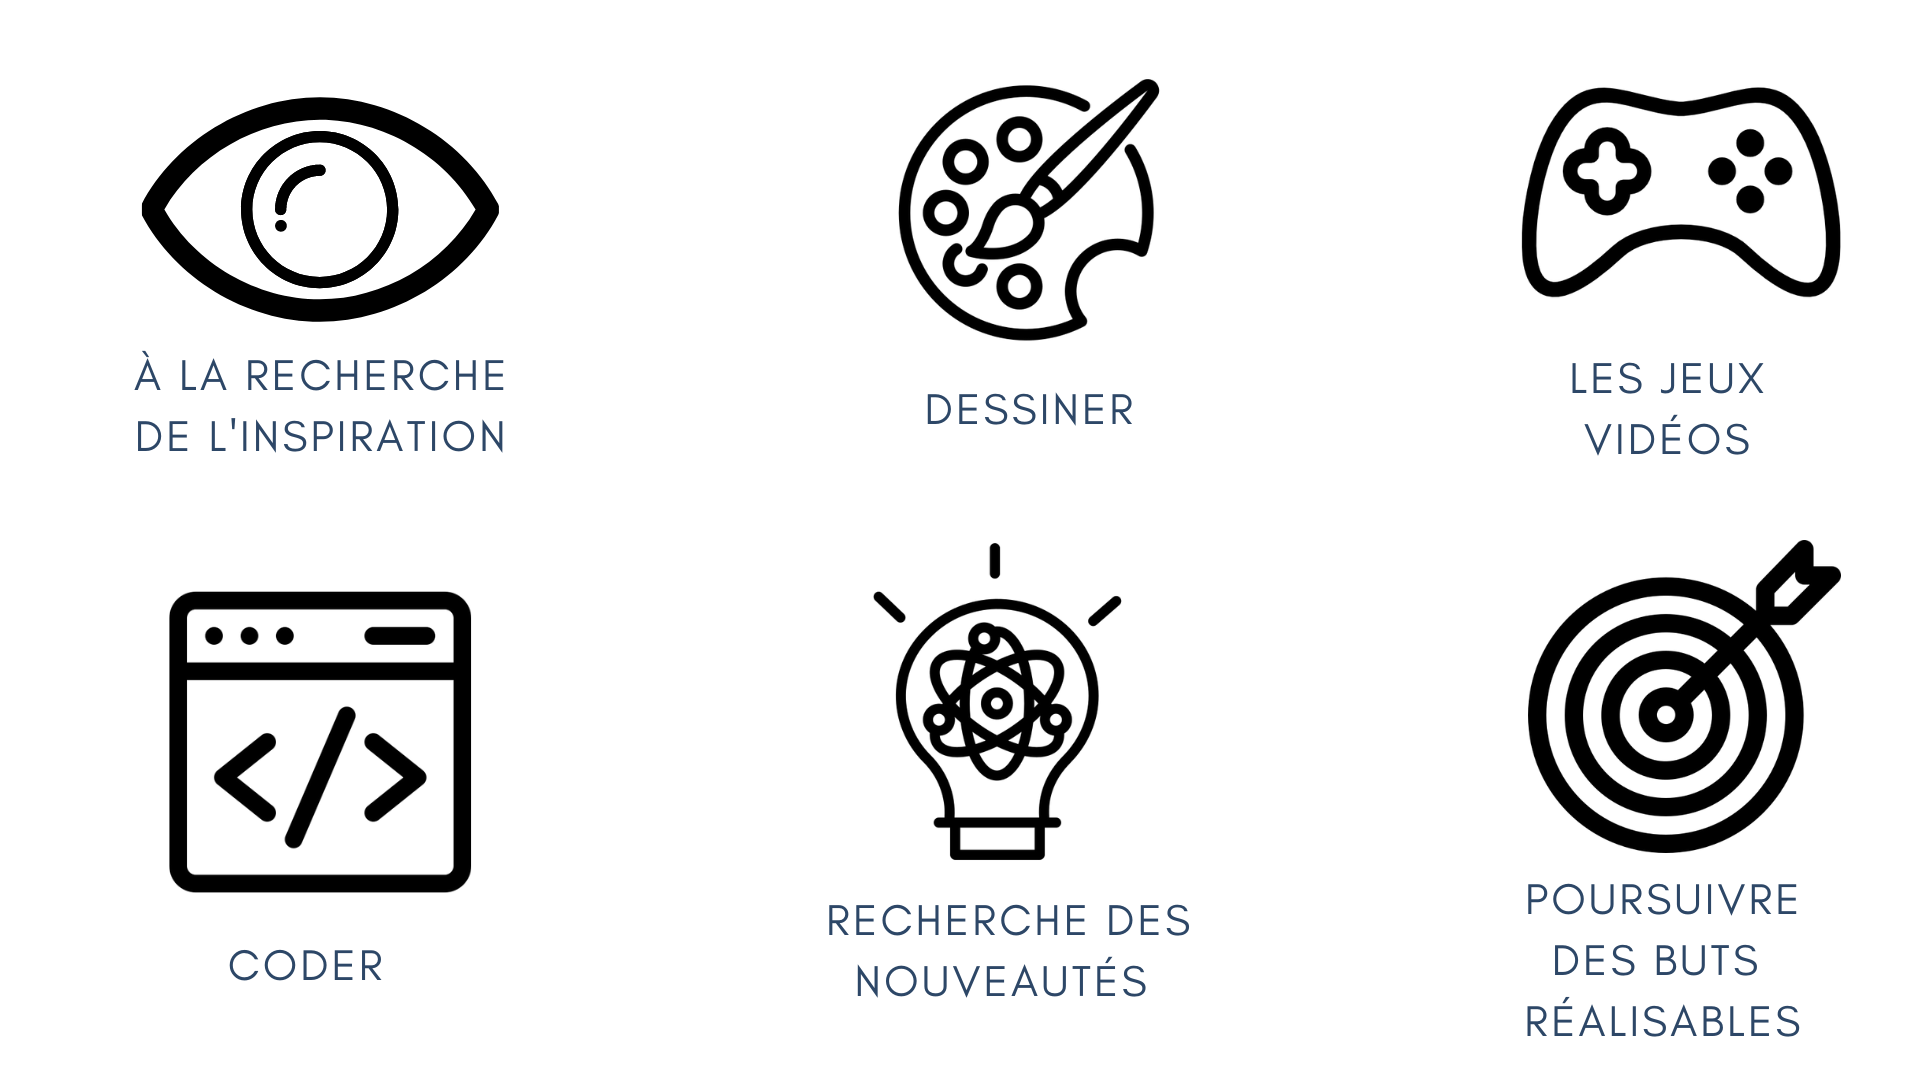 À LA RECHERCHE
DE L'INSPIRATION
DESSINER
LES JEUX
VIDÉOS
CODER
RECHERCHE DES
NOUVEAUTÉS
POURSUIVRE
DES BUTS
RÉALISABLES